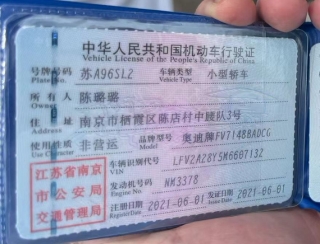 中华人民共和国机动车行驶证
Vehicle License of the People's Republic of China
号牌号码 苏A96SL2 车辆类型 小型轿车
Plate No. Vehicle Type
所有人 陈璐璐
Owner
住址 南京市栖霞区陈店村中陡队3号
Address
使用性质 非营运 品牌型号 奥迪牌FV7148BADCG
Use Character Model
江苏省南京 车辆识别代号 LFV2A28Y5M6607132
VIN
市公安局 发动机号码 NM3378
Engine No.
交通管理局 注册日期 2021-06-01 发证日期 2021-06-01
Register Date Issue Date